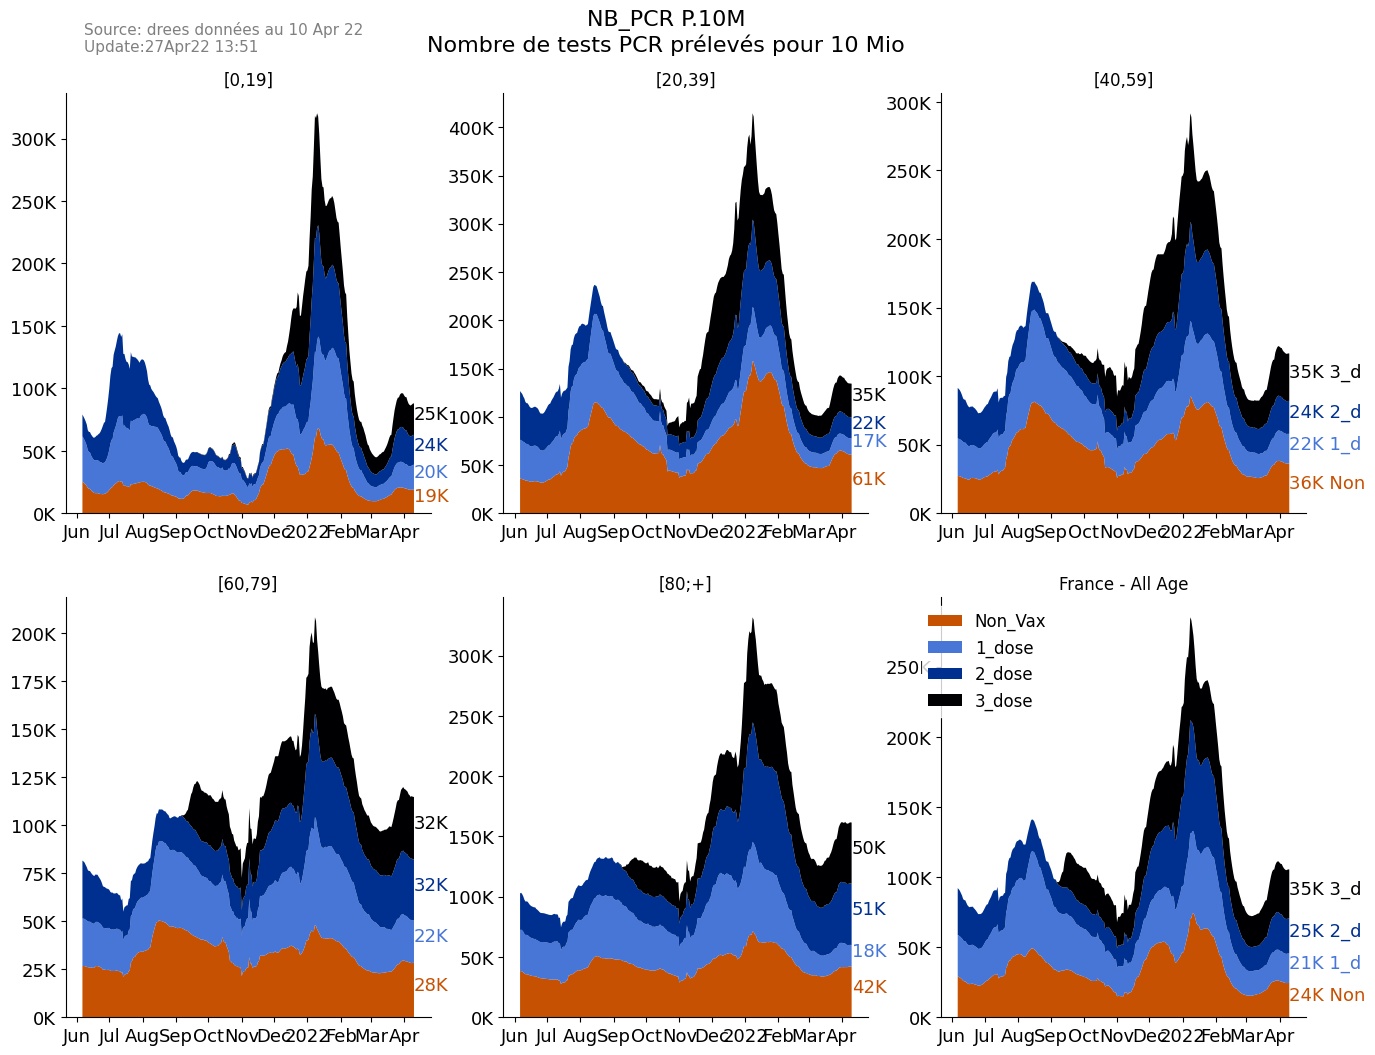 NB_PCR P.10M
Nombre de tests PCR prélevés pour 10 Mio
Source: drees données au 10 Apr 22
Update:27Apr22 13:51
[0,19]
300K
250K
200K
150K
100K
50K
0K
Jun Jul Aug Sep Oct Nov Dec 2022 Feb Mar Apr
25K
24K
20K
19K
[20,39]
400K
350K
300K
250K
200K
150K
100K
50K
0K
Jun Jul Aug Sep Oct Nov Dec 2022 Feb Mar Apr
35K
22K
17K
61K
[40,59]
300K
250K
200K
150K
100K
50K
0K
Jun Jul Aug Sep Oct Nov Dec 2022 Feb Mar Apr
35K 3_d
24K 2_d
22K 1_d
36K Non
[60,79]
200K
175K
150K
125K
100K
75K
50K
25K
0K
Jun Jul Aug Sep Oct Nov Dec 2022 Feb Mar Apr
32K
32K
22K
28K
[80;+]
300K
250K
200K
150K
100K
50K
0K
Jun Jul Aug Sep Oct Nov Dec 2022 Feb Mar Apr
50K
51K
18K
42K
France - All Age
Non_Vax
1_dose
2_dose
3_dose
250K
200K
150K
100K
50K
0K
Jun Jul Aug Sep Oct Nov Dec 2022 Feb Mar Apr
35K 3_d
25K 2_d
21K 1_d
24K Non